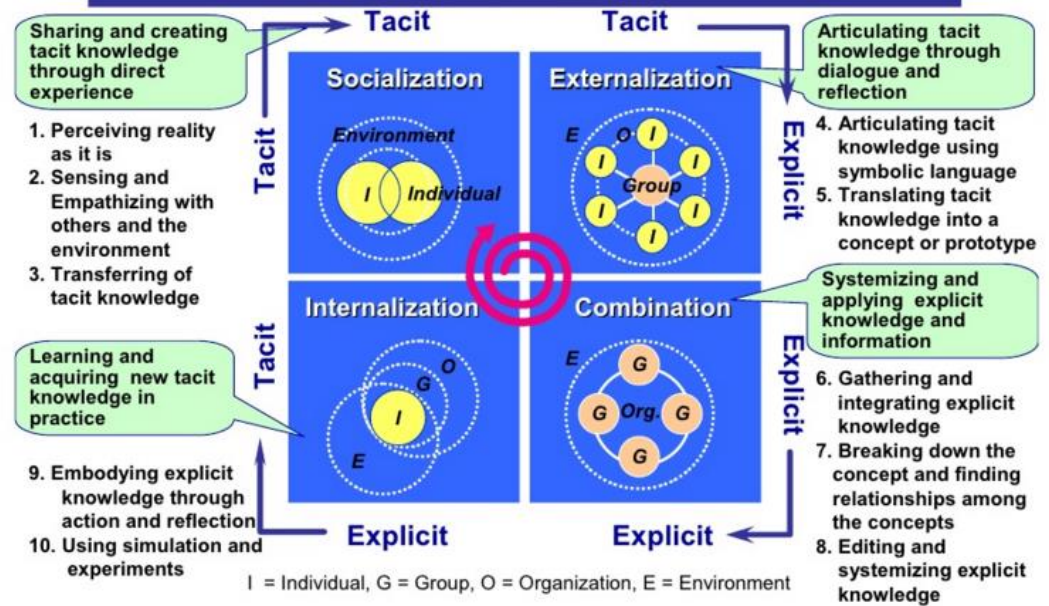 Sharing and creating
tacit knowledge
through direct
experience
1. Perceiving reality
as it is
2. Sensing and
Empathizing with
others and the
environment
3. Transferring of
tacit knowledge
Tacit
Tacit
Socialization
Environment
I
Individual
Tacit
Externalization
E
O
I
I
I
Group
I
I
I
Explicit
Articulating tacit
knowledge through
dialogue and
reflection
4. Articulating tacit
knowledge using
symbolic language
5. Translating tacit
knowledge into a
concept or prototype
Learning and
acquiring new tacit
knowledge in
practice
9. Embodying explicit
knowledge through
action and reflection
10. Using simulation and
experiments
Tacit
Internalization
O
G
I
E
Explicit
Combination
E
G
G
Org.
G
G
Explicit
Explicit
Systemizing and
applying explicit
knowledge and
information
6. Gathering and
integrating explicit
knowledge
7. Breaking down the
concept and finding
relationships among
the concepts
8. Editing and
systemizing explicit
knowledge
I = Individual, G = Group, O = Organization, E = Environment